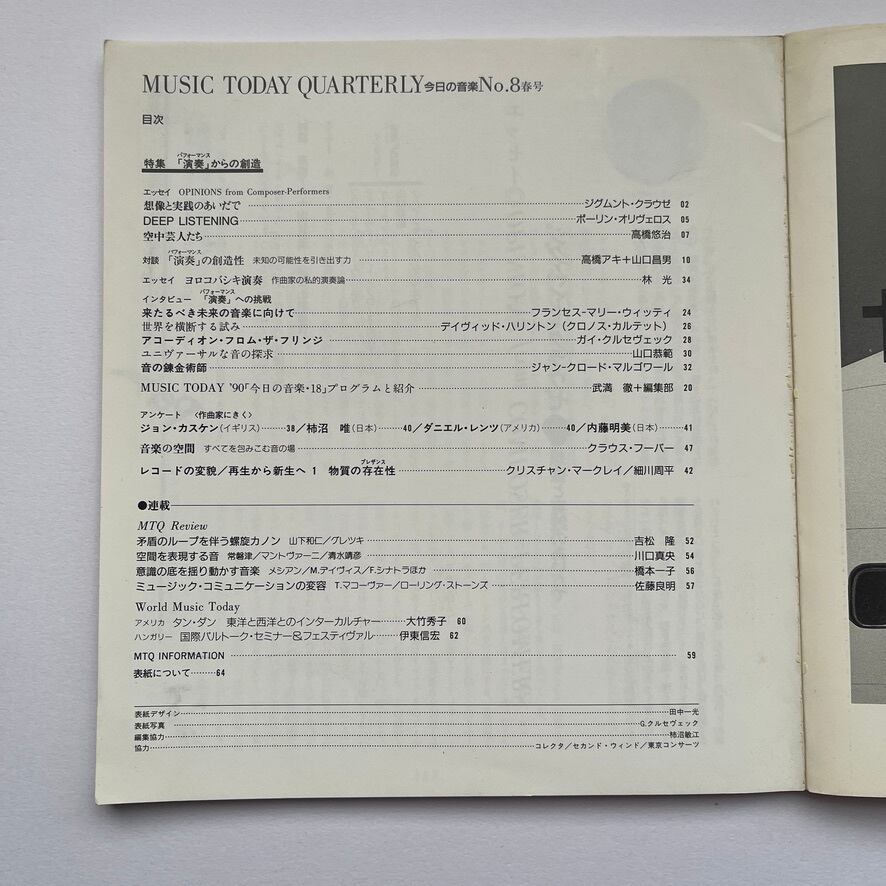 MUSIC TODAY QUARTERLY今日の音楽No.8春号
目次
パフォーマンス
特集 「演奏」からの創造
エッセイ OPINIONS from Composer-Performers
想像と実践のあいだで……ジグムント・クラウゼ 02
DEEP LISTENING……ポーリン・オリヴェロス 05
空中芸人たち……高橋悠治 07
パフォーマンス
対談 「演奏」の創造性 未知の可能性を引き出す力……高橋アキ+山口昌男 10
エッセイ ヨロコバシキ演奏 作曲家の私的演奏論……林 光 34
パフォーマンス
インタビュー 「演奏」への挑戦
来たるべき未来の音楽に向けて……フランセス-マリー・ウィッティ 24
世界を横断する試み……デイヴィッド・ハリントン（クロノス・カルテット） 26
アコーディオン・フロム・ザ・フリンジ……ガイ・クルセヴェック 28
ユニヴァーサルな音の探求……山口恭範 30
音の錬金術師……ジャン・クロード・マルゴワール 32
MUSIC TODAY '90「今日の音楽・18」プログラムと紹介……武満 徹+編集部 20
アンケート 〈作曲家にきく〉
ジョン・カスケン（イギリス）……38／柿沼 唯（日本）……40／ダニエル・レンツ（アメリカ）……40／内藤明美（日本）……41
音楽の空間 すべてを包みこむ音の場……クラウス・フーバー 47
プレザンス
レコードの変貌／再生から新生へ 1 物質の存在性……クリスチャン・マークレイ／細川周平 42
●連載
MTQ Review
矛盾のループを伴う螺旋カノン 山下和仁／グレツキ……吉松 隆 52
空間を表現する音 常磐津／マントヴァーニ／清水靖彦……川口真央 54
意識の底を揺り動かす音楽 メシアン／M.デイヴィス／F.シナトラほか……橋本一子 56
ミュージック・コミュニケーションの変容 T.マコーヴァー／ローリング・ストーンズ……佐藤良明 57
World Music Today
アメリカ タン・ダン 東洋と西洋とのインターカルチャー……大竹秀子 60
ハンガリー 国際バルトーク・セミナー&フェスティヴァル……伊東信宏 62
MTQ INFORMATION……59
表紙について……64
表紙デザイン……田中一光
表紙写真……G.クルセヴェック
編集協力……柿沼敏江
協力……コレクタ／セカンド・ウィンド／東京コンサーツ